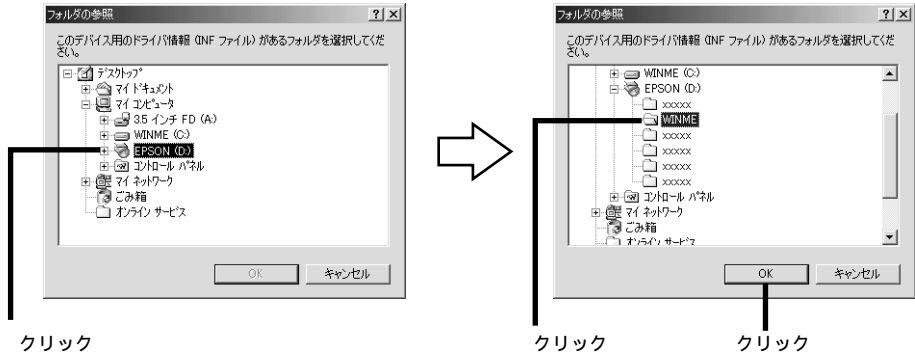 フォルダの参照
このデバイス用のドライバ情報 (INF ファイル) があるフォルダを選択してくだ
さい。
デスクトップ
マイ ドキュメント
マイ コンピュータ
3.5 インチ FD (A:)
WINME (C:)
EPSON (D:)
コントロール パネル
マイ ネットワーク
ごみ箱
オンライン サービス
OK
キャンセル
クリック
フォルダの参照
このデバイス用のドライバ情報 (INF ファイル) があるフォルダを選択してくだ
さい。
WINME (C:)
EPSON (D:)
xxxxx
WINME
xxxxx
xxxxx
xxxxx
xxxxx
コントロール パネル
マイ ネットワーク
ごみ箱
オンライン サービス
OK
キャンセル
クリック
クリック